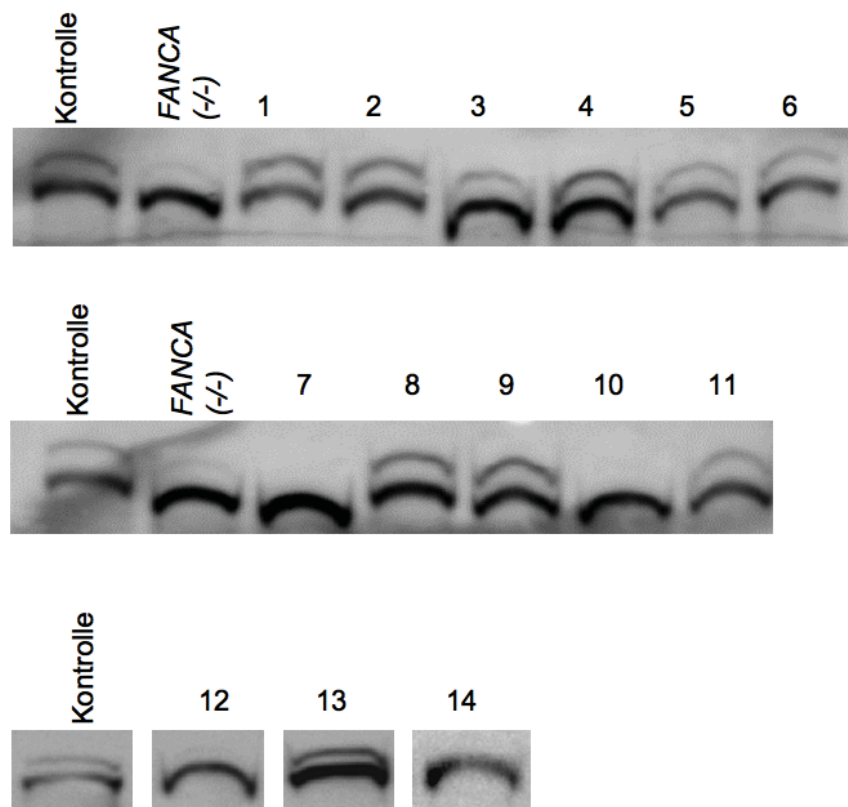 Kontrolle FANCA (-/-) 1 2 3 4 5 6
Kontrolle FANCA (-/-) 7 8 9 10 11
Kontrolle 12 13 14